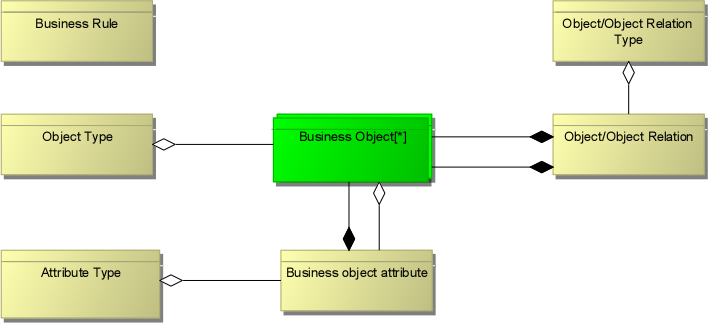 Business Rule
Object/Object Relation
Type
Object Type
Business Object[*]
Object/Object Relation
Attribute Type
Business object attribute